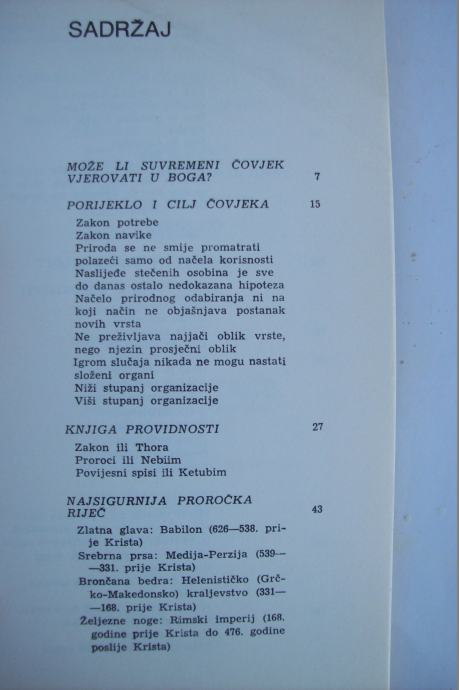 SADRŽAJ
MOŽE LI SUVREMENI ČOVJEK
VJEROVATI U BOGA? 7
PORIJEKLO I CILJ ČOVJEKA 15
Zakon potrebe
Zakon navike
Priroda se ne smije promatrati
polazeći samo od načela korisnosti
Naslijeđe stečenih osobina je sve
do danas ostalo nedokazana hipoteza
Načelo prirodnog odabiranja ni na
koji način ne objašnjava postanak
novih vrsta
Ne preživljava najjači oblik vrste,
nego njezin prosječni oblik
Igrom slučaja nikada ne mogu nastati
složeni organi
Niži stupanj organizacije
Viši stupanj organizacije
KNJIGA PROVIDNOSTI 27
Zakon ili Thora
Proroci ili Nebiim
Povijesni spisi ili Ketubim
NAJSIGURNIJA PROROČKA
RIJEČ 43
Zlatna glava: Babilon (626—538. pri-
je Krista)
Srebrna prsa: Medija-Perzija (539—
—331. prije Krista)
Brončana bedra: Helenističko (Grč-
ko-Makedonsko) kraljevstvo (331—
—168. prije Krista)
Željezne noge: Rimski imperij (168.
godine prije Krista do 476. godine
poslije Krista)